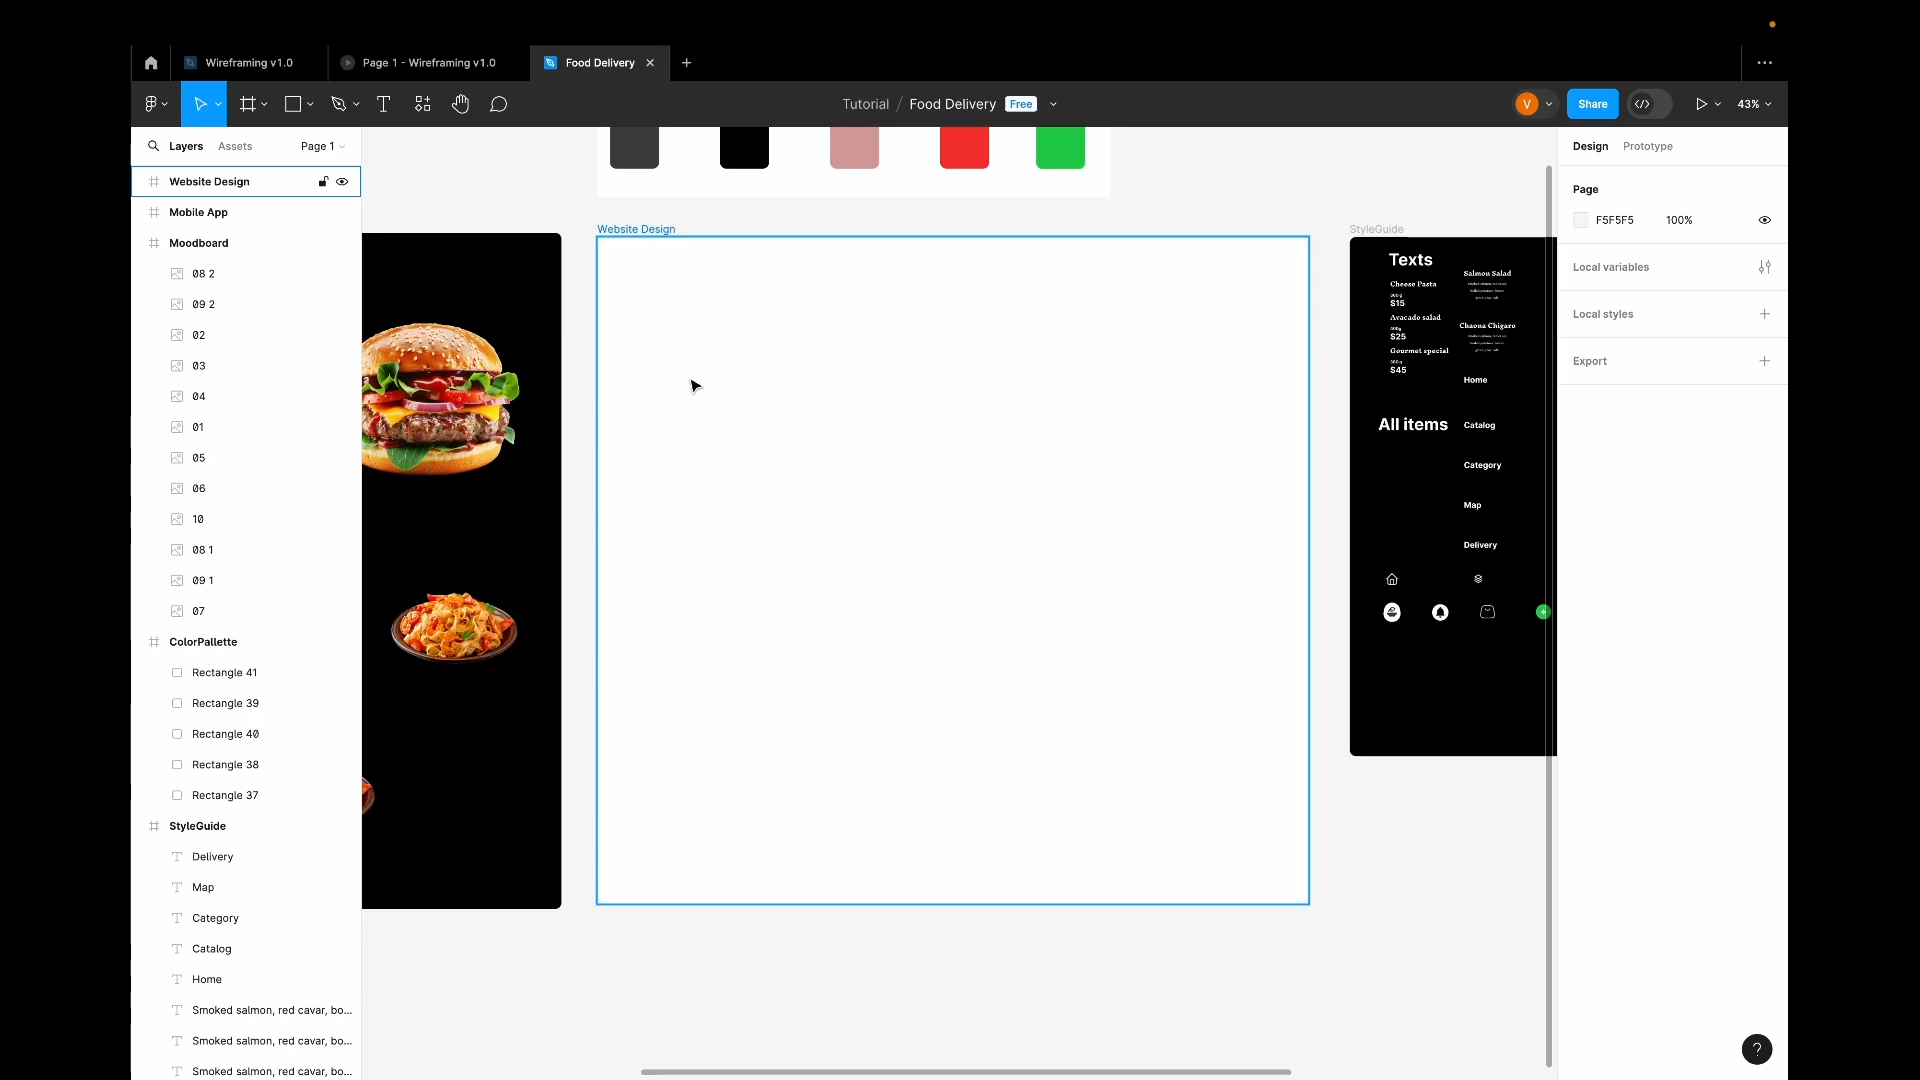 Wireframing v1.0
Page 1 - Wireframing v1.0
Food Delivery
Tutorial / Food Delivery Free
V
Share
43%
Layers
Assets
Page 1
Website Design
Mobile App
Moodboard
08 2
09 2
02
03
04
01
05
06
10
08 1
09 1
07
ColorPallette
Rectangle 41
Rectangle 39
Rectangle 40
Rectangle 38
Rectangle 37
StyleGuide
Delivery
Map
Category
Catalog
Home
Smoked salmon, red cavar, bo...
Smoked salmon, red cavar, bo...
Smoked salmon, red cavar, bo...
Website Design
StyleGuide
Texts
Cheese Pasta
$15
Avacado salad
$25
Gourmet special
$45
All items
Salmon Salad
Chaona Chigaro
Home
Catalog
Category
Map
Delivery
Design
Prototype
Page
F5F5F5
100%
Local variables
Local styles
Export
?